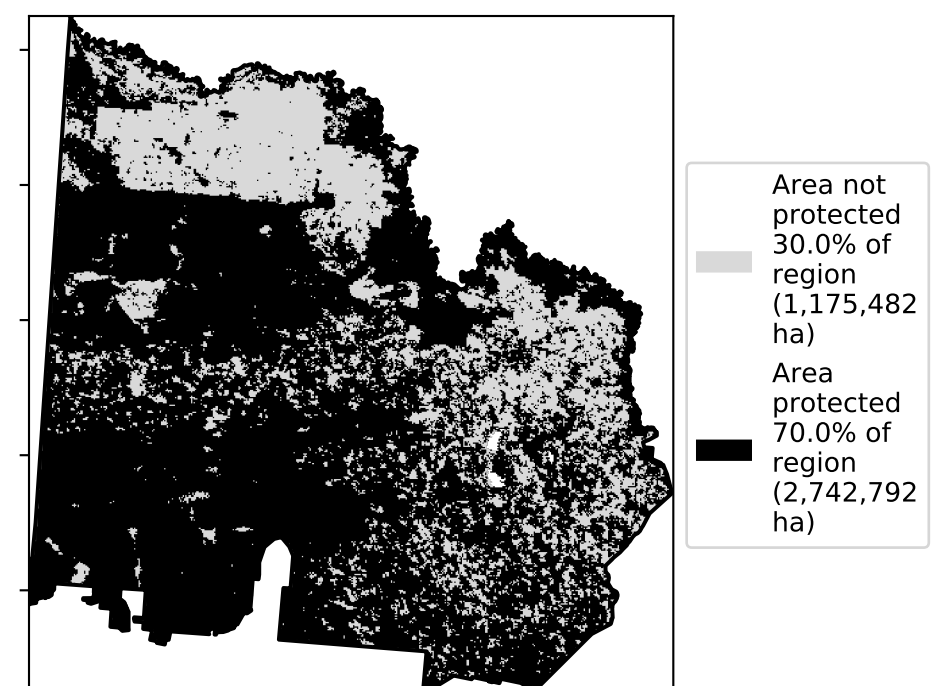 Area not
protected
30.0% of
region
(1,175,482
ha)
Area
protected
70.0% of
region
(2,742,792
ha)